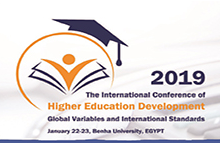 2019
The International Conference of
Higher Education Development
Global Variables and International Standards
January 22-23, Benha University, EGYPT